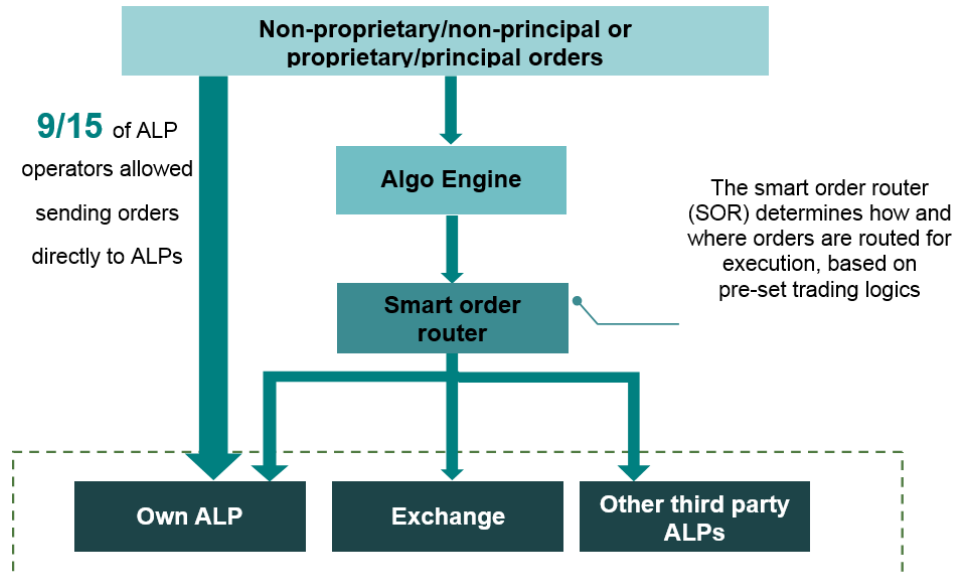 Non-proprietary/non-principal or
proprietary/principal orders
9/15 of ALP
operators allowed
sending orders
directly to ALPs
Algo Engine
The smart order router
(SOR) determines how and
where orders are routed for
execution, based on
pre-set trading logics
Smart order
router
Own ALP
Exchange
Other third party
ALPs